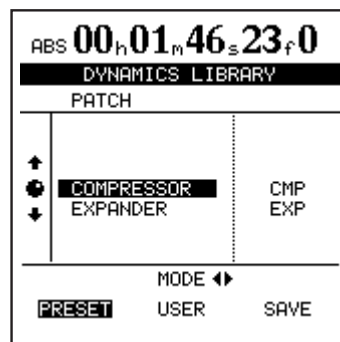 ABS 00h01m46s23f0
DYNAMICS LIBRARY
PATCH
COMPRESSOR CMP
EXPANDER EXP
MODE
PRESET USER SAVE